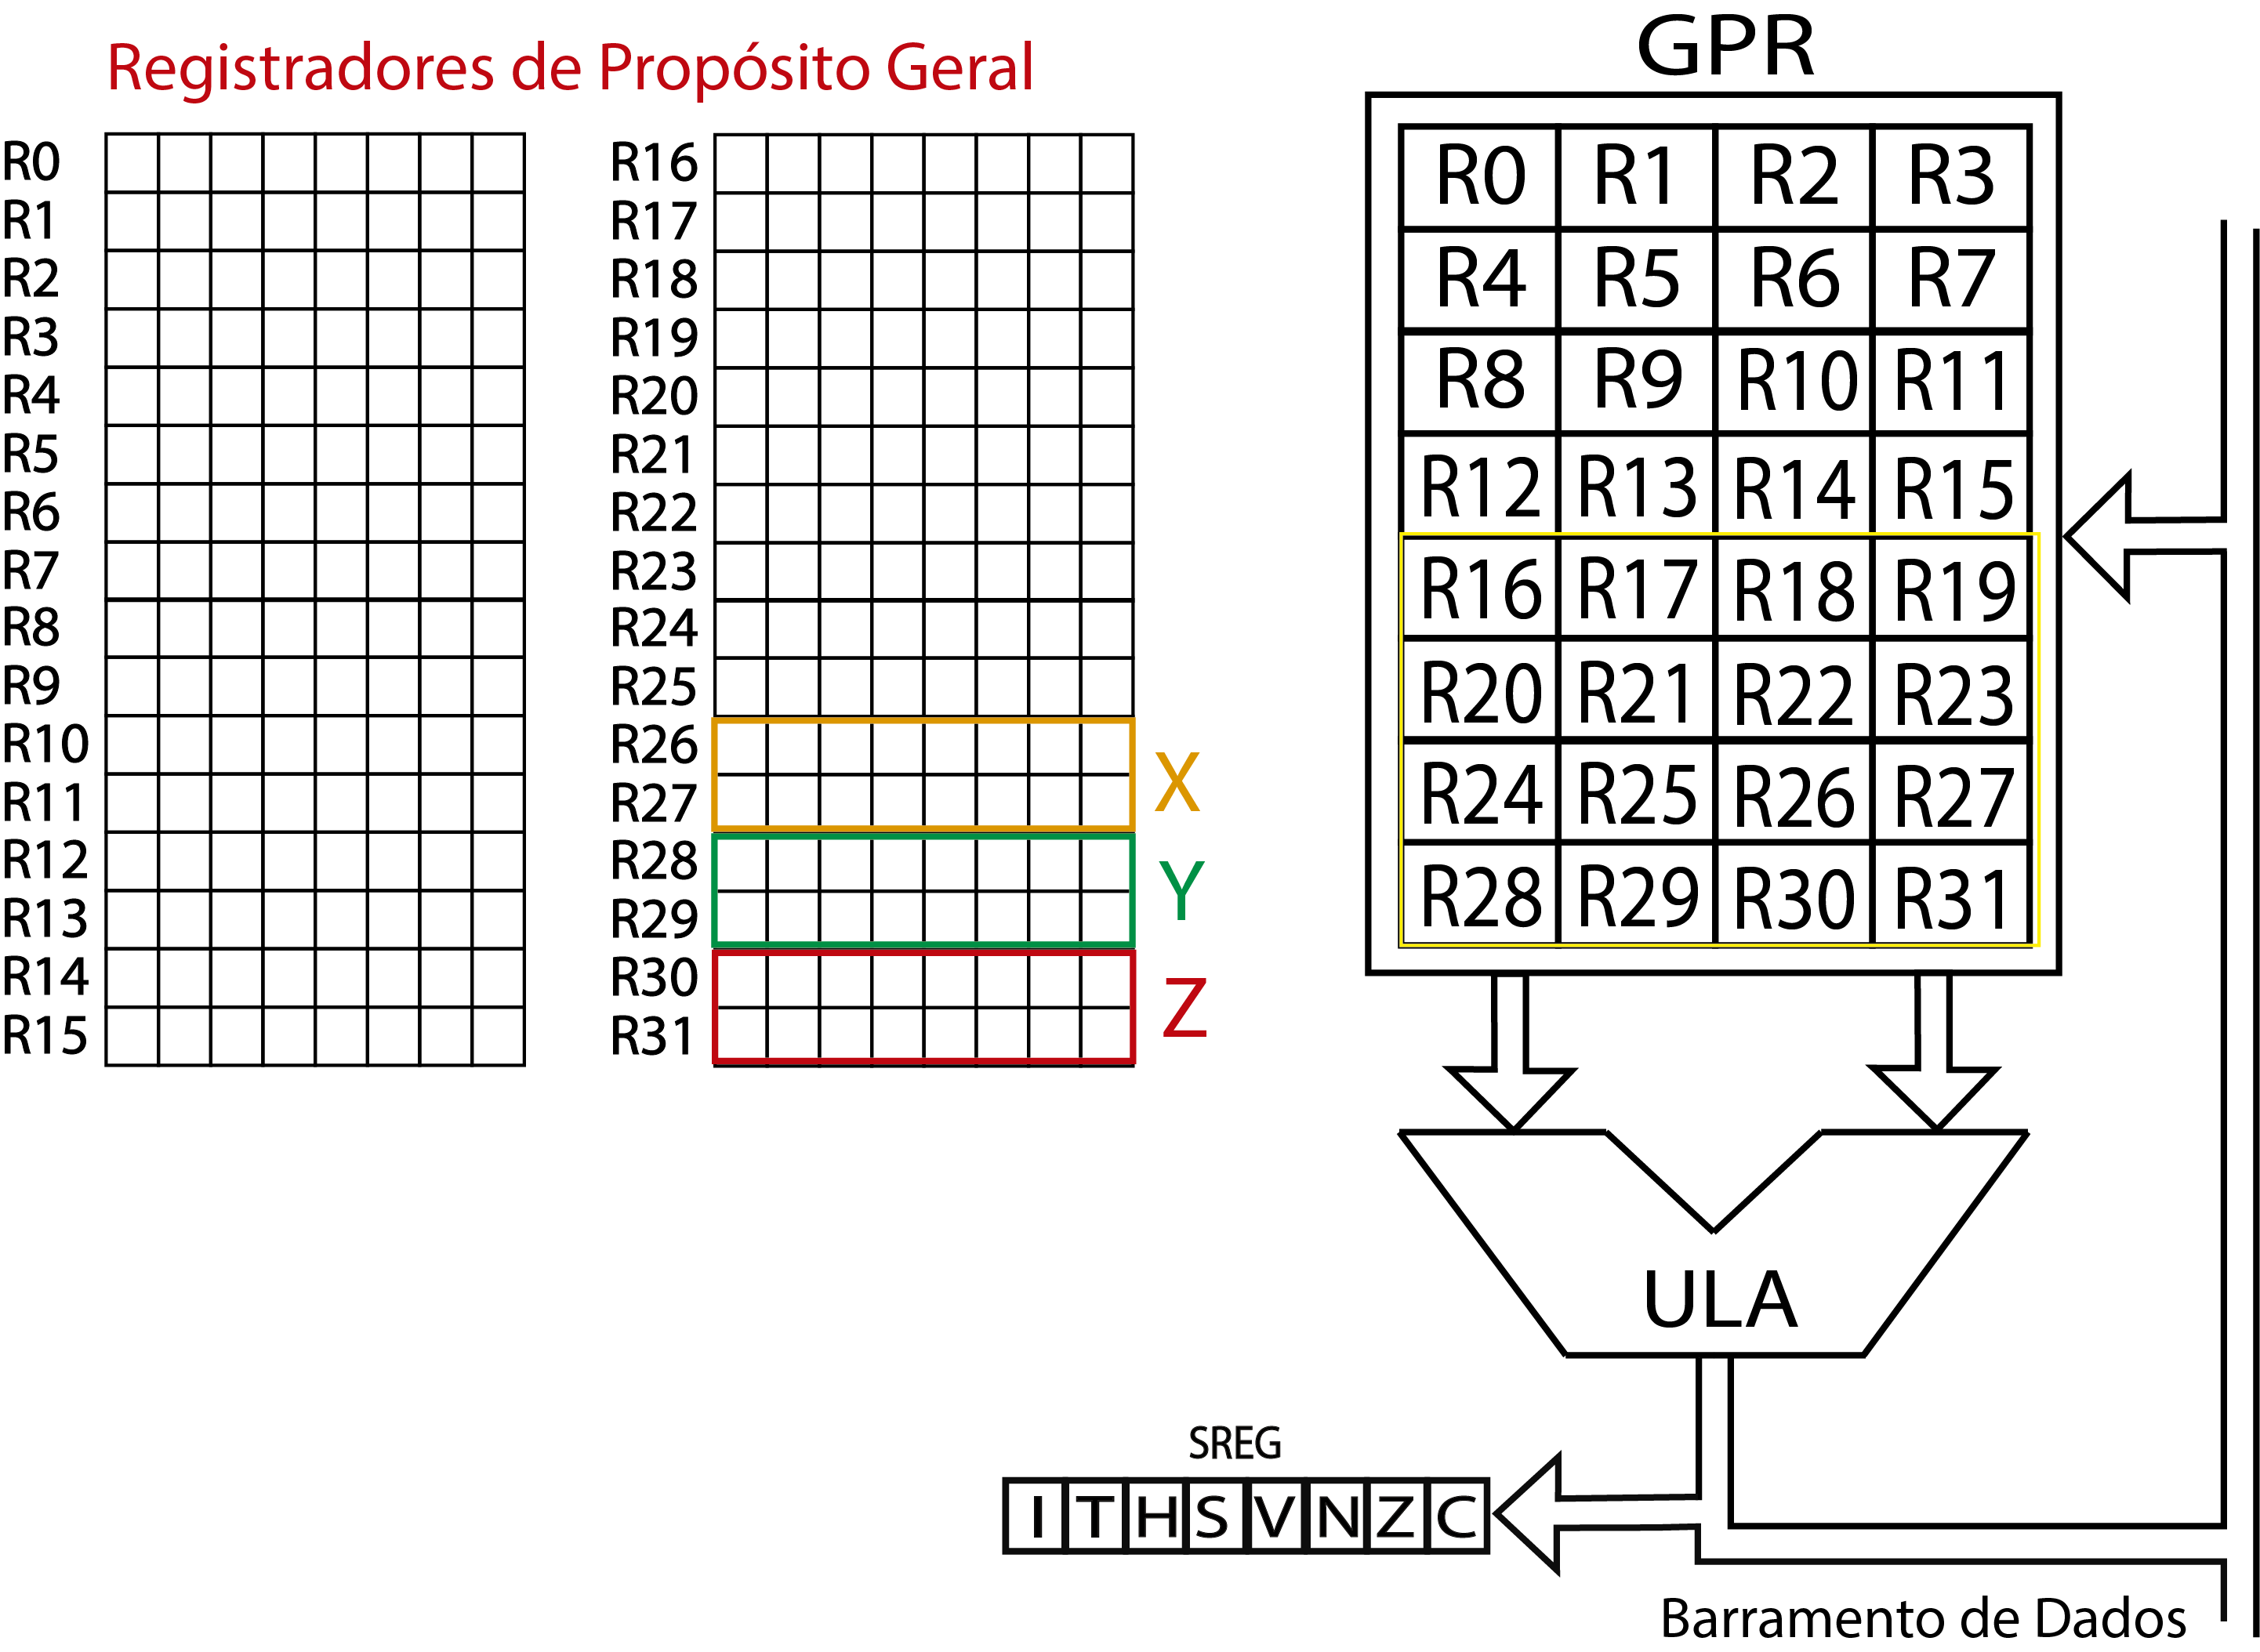 Registradores de Propósito Geral
R0
R1
R2
R3
R4
R5
R6
R7
R8
R9
R10
R11
R12
R13
R14
R15
R16
R17
R18
R19
R20
R21
R22
R23
R24
R25
R26
R27
R28
R29
R30
R31
X
Y
Z
GPR
R0 R1 R2 R3
R4 R5 R6 R7
R8 R9 R10 R11
R12 R13 R14 R15
R16 R17 R18 R19
R20 R21 R22 R23
R24 R25 R26 R27
R28 R29 R30 R31
ULA
SREG
I T H S V N Z C
Barramento de Dados